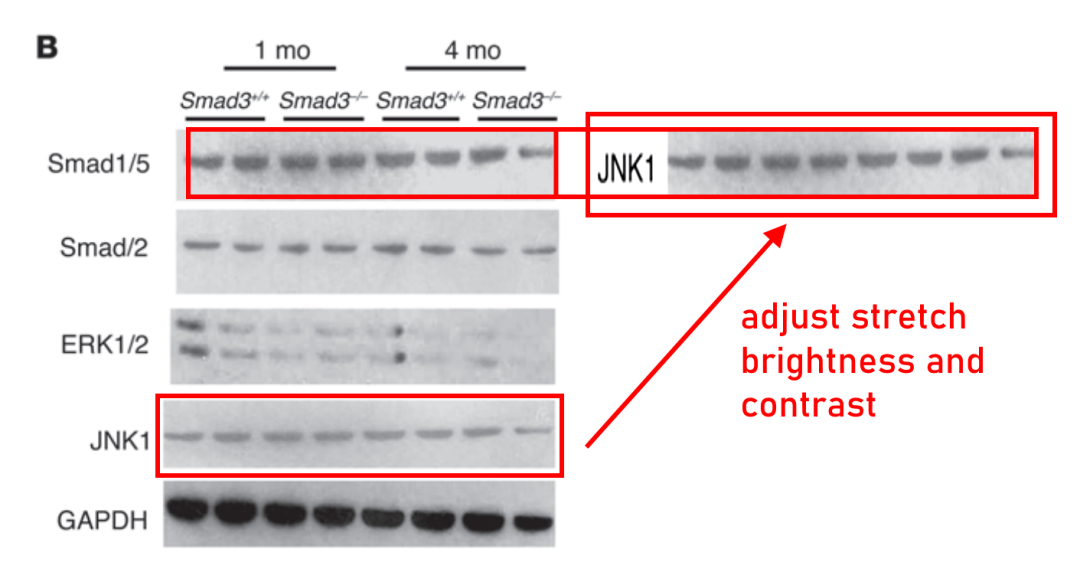 B
1 mo 4 mo
Smad3+/+ Smad3–/– Smad3+/+ Smad3–/–
Smad1/5
JNK1
Smad/2
ERK1/2
JNK1
GAPDH
adjust stretch
brightness and
contrast